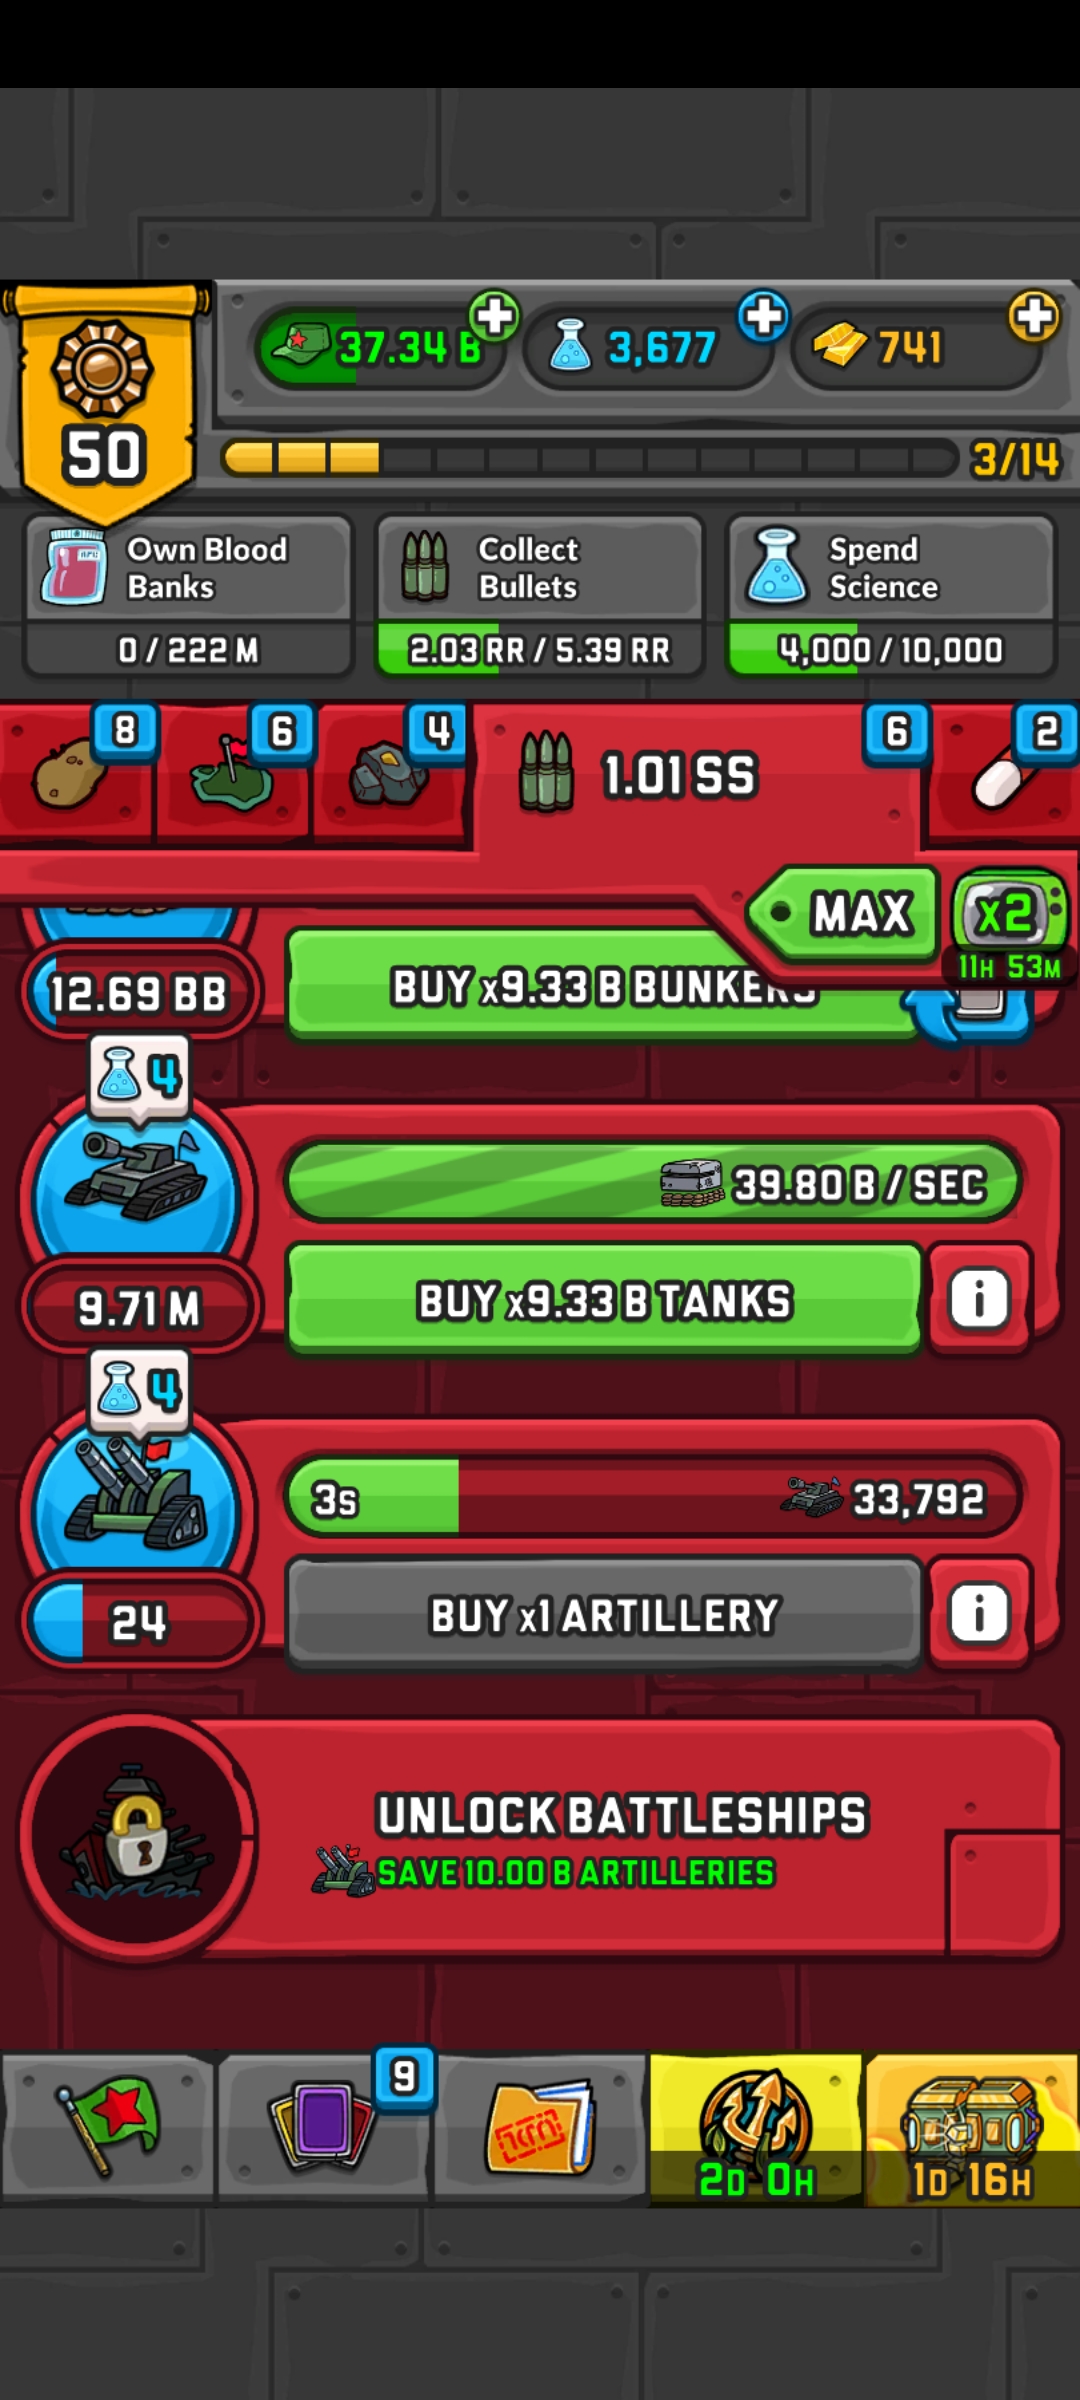 50
37.34 B
3,677
741
3/14
Own Blood
Banks
0 / 222 M
Collect
Bullets
2.03 RR / 5.39 RR
Spend
Science
4,000 / 10,000
8
6
4
1.01 SS
6
2
MAX
x2
11H 53M
12.69 BB
BUY x9.33 B BUNKERS
4
39.80 B / SEC
9.71 M
BUY x9.33 B TANKS
i
4
3s
33,792
24
BUY x1 ARTILLERY
i
UNLOCK BATTLESHIPS
SAVE 10.00 B ARTILLERIES
9
2D 0H
1D 16H